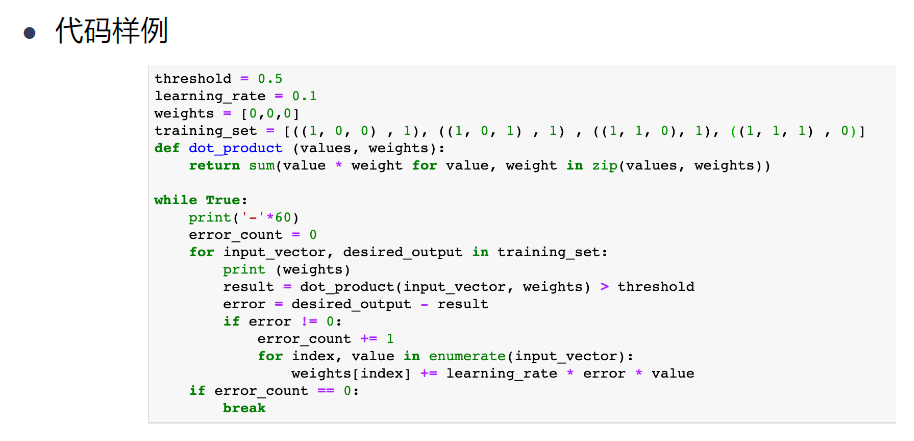 ● 代码样例
threshold = 0.5
learning_rate = 0.1
weights = [0,0,0]
training_set = [((1, 0, 0) , 1), ((1, 0, 1) , 1) , ((1, 1, 0), 1), ((1, 1, 1) , 0)]
def dot_product (values, weights):
    return sum(value * weight for value, weight in zip(values, weights))
while True:
    print('-'*60)
    error_count = 0
    for input_vector, desired_output in training_set:
        print (weights)
        result = dot_product(input_vector, weights) > threshold
        error = desired_output - result
        if error != 0:
            error_count += 1
            for index, value in enumerate(input_vector):
                weights[index] += learning_rate * error * value
    if error_count == 0:
        break